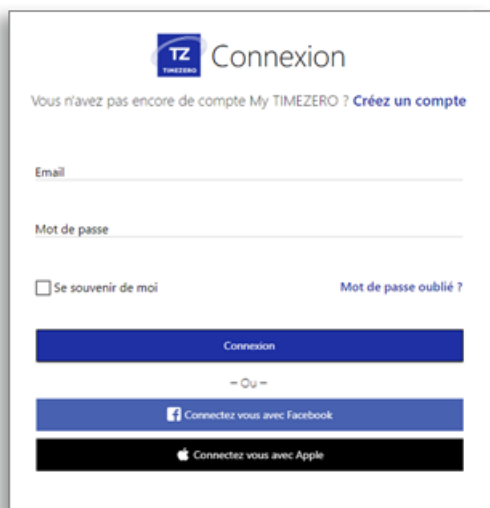 TZ
TIMEZERO
Connexion
Vous n'avez pas encore de compte My TIMEZERO ? Créez un compte
Email
Mot de passe
Se souvenir de moi
Mot de passe oublié ?
Connexion
– Ou –
Connectez vous avec Facebook
Connectez vous avec Apple